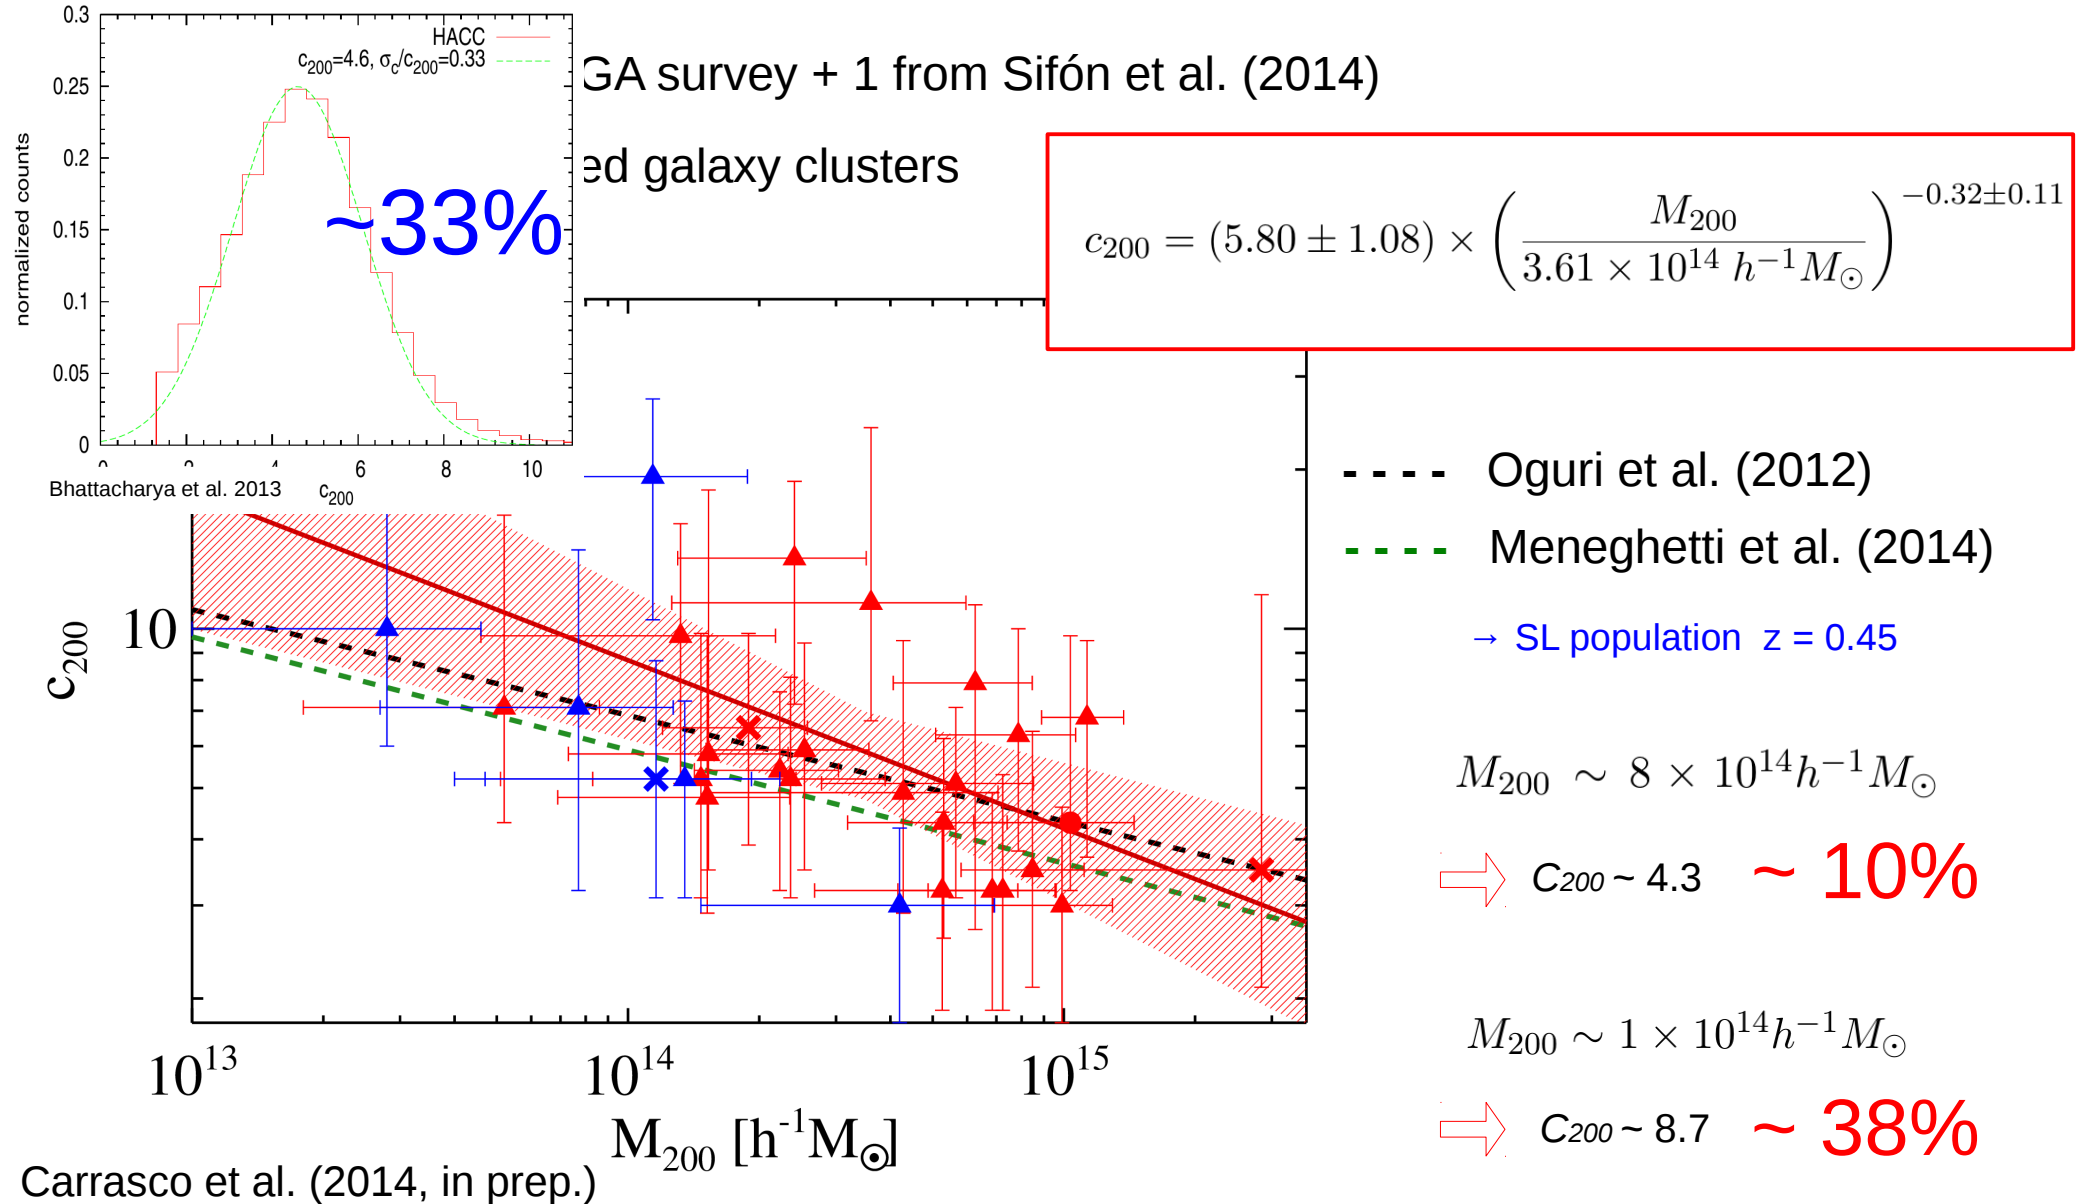 0.3
HACC
c200=4.6, σc/c200=0.33
0.25
0.2
0.15
0.1
0.05
0
normalized counts
~33%
6 8 10
Bhattacharya et al. 2013 c200
GA survey + 1 from Sifón et al. (2014)
ed galaxy clusters
c200 = (5.80 ± 1.08) × (M200 / 3.61 × 10^14 h^−1 M⊙)^−0.32±0.11
Oguri et al. (2012)
Meneghetti et al. (2014)
→ SL population z = 0.45
M200 ∼ 8 × 10^14 h^−1 M⊙
C200 ~ 4.3 ~ 10%
M200 ∼ 1 × 10^14 h^−1 M⊙
C200 ~ 8.7 ~ 38%
c200
10
10^13 10^14 10^15
M200 [h^-1 M⊙]
Carrasco et al. (2014, in prep.)